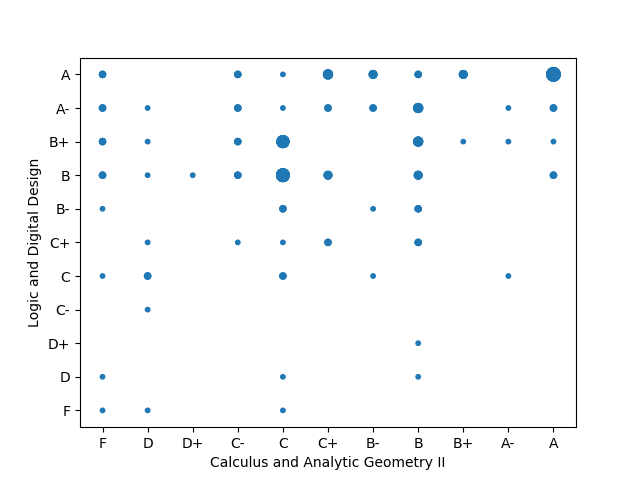 A
A-
B+
B
B-
C+
C
C-
D+
D
F
Logic and Digital Design
F D D+ C- C C+ B- B B+ A- A
Calculus and Analytic Geometry II